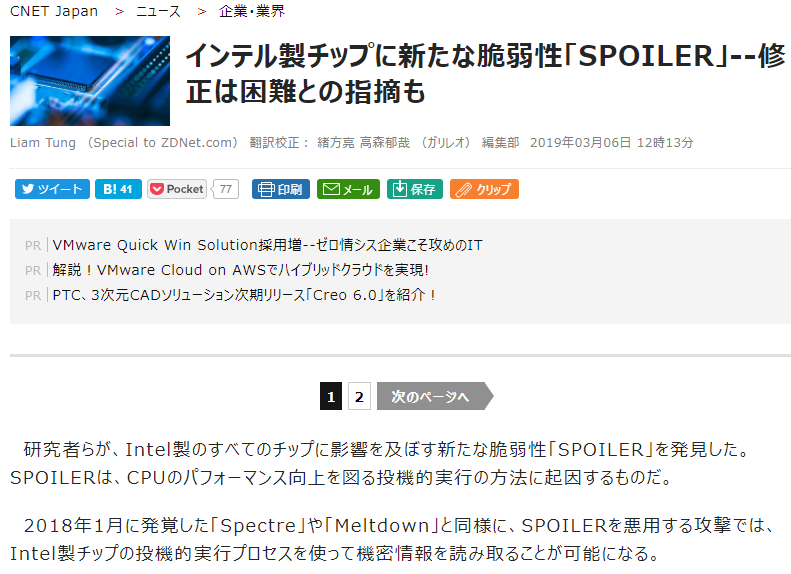 CNET Japan > ニュース > 企業・業界
インテル製チップに新たな脆弱性「SPOILER」--修
正は困難との指摘も
Liam Tung （Special to ZDNet.com） 翻訳校正： 緒方亮 高森郁哉 （ガリレオ） 編集部 2019年03月06日 12時13分
ツイート B! 41 Pocket 77 印刷 メール 保存 クリップ
PR VMware Quick Win Solution採用増--ゼロ情シス企業こそ攻めのIT
PR 解説！VMware Cloud on AWSでハイブリッドクラウドを実現！
PR PTC、3次元CADソリューション次期リリース「Creo 6.0」を紹介！
1 2 次のページへ
研究者らが、Intel製のすべてのチップに影響を及ぼす新たな脆弱性「SPOILER」を発見した。
SPOILERは、CPUのパフォーマンス向上を図る投機的実行の方法に起因するものだ。
2018年1月に発覚した「Spectre」や「Meltdown」と同様に、SPOILERを悪用する攻撃では、
Intel製チップの投機的実行プロセスを使って機密情報を読み取ることが可能になる。